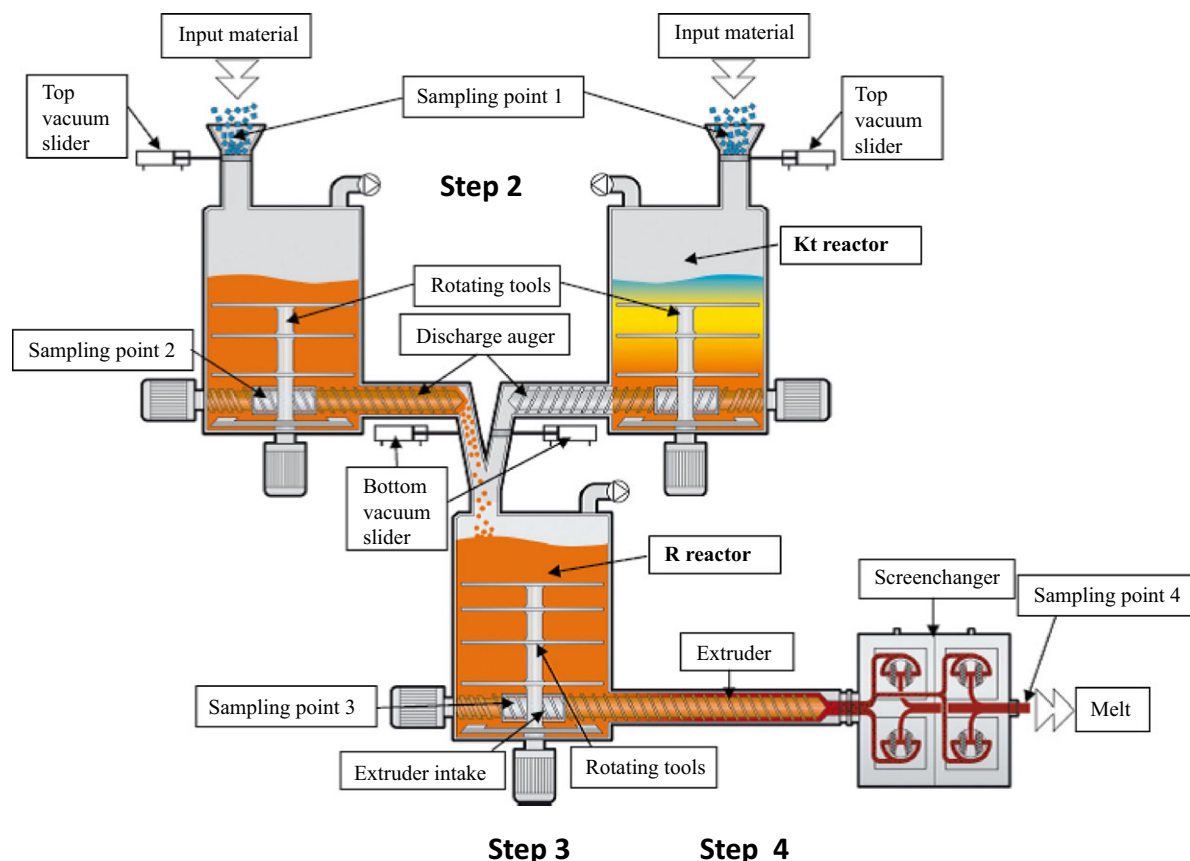 Input material
Input material
Top
vacuum
slider
Sampling point 1
Top
vacuum
slider
Step 2
Kt reactor
Rotating tools
Sampling point 2
Discharge auger
Bottom
vacuum
slider
R reactor
Screenchanger
Sampling point 4
Extruder
Sampling point 3
Melt
Extruder intake
Rotating tools
Step 3
Step 4